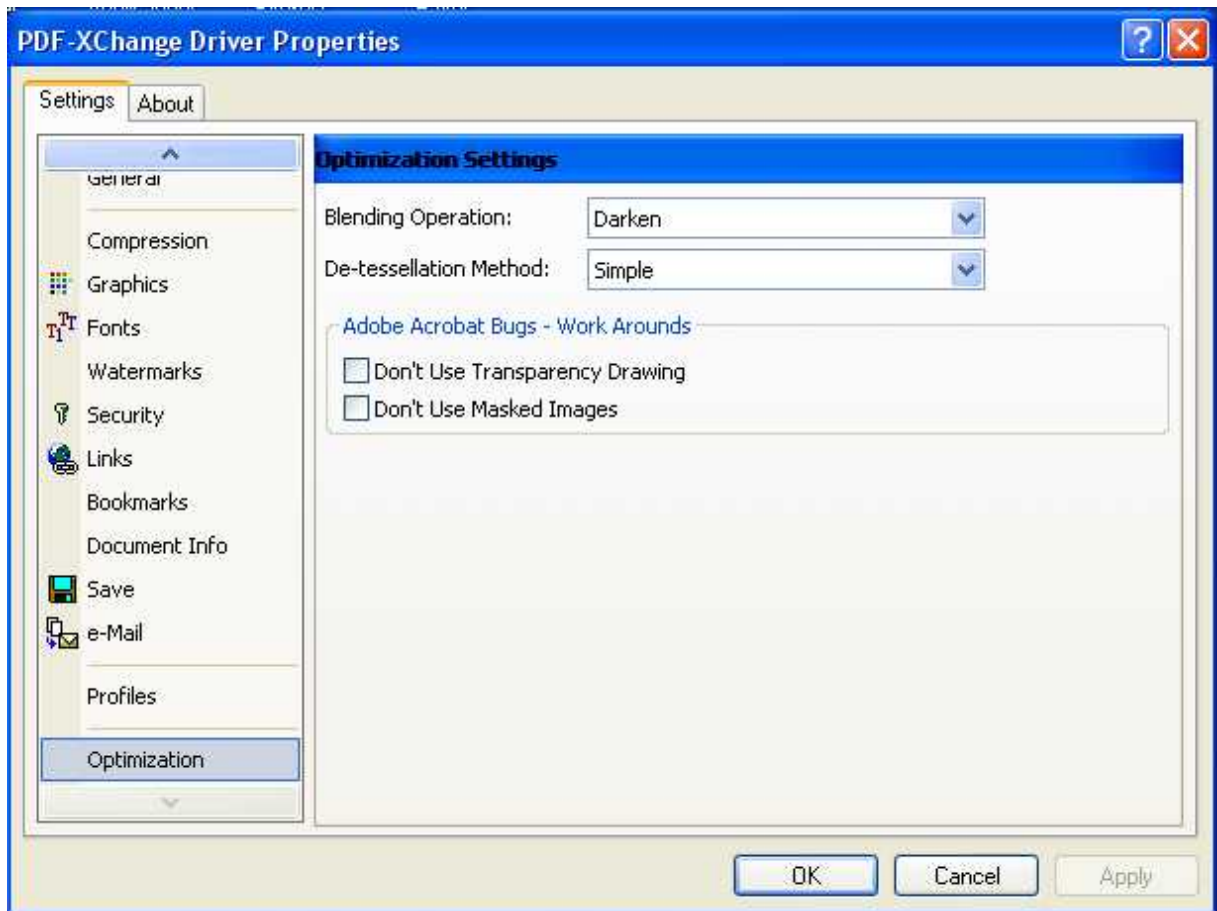 PDF-XChange Driver Properties
Settings
About
General
Compression
Graphics
Fonts
Watermarks
Security
Links
Bookmarks
Document Info
Save
e-Mail
Profiles
Optimization
Optimization Settings
Blending Operation: Darken
De-tessellation Method: Simple
Adobe Acrobat Bugs - Work Arounds
Don't Use Transparency Drawing
Don't Use Masked Images
OK
Cancel
Apply